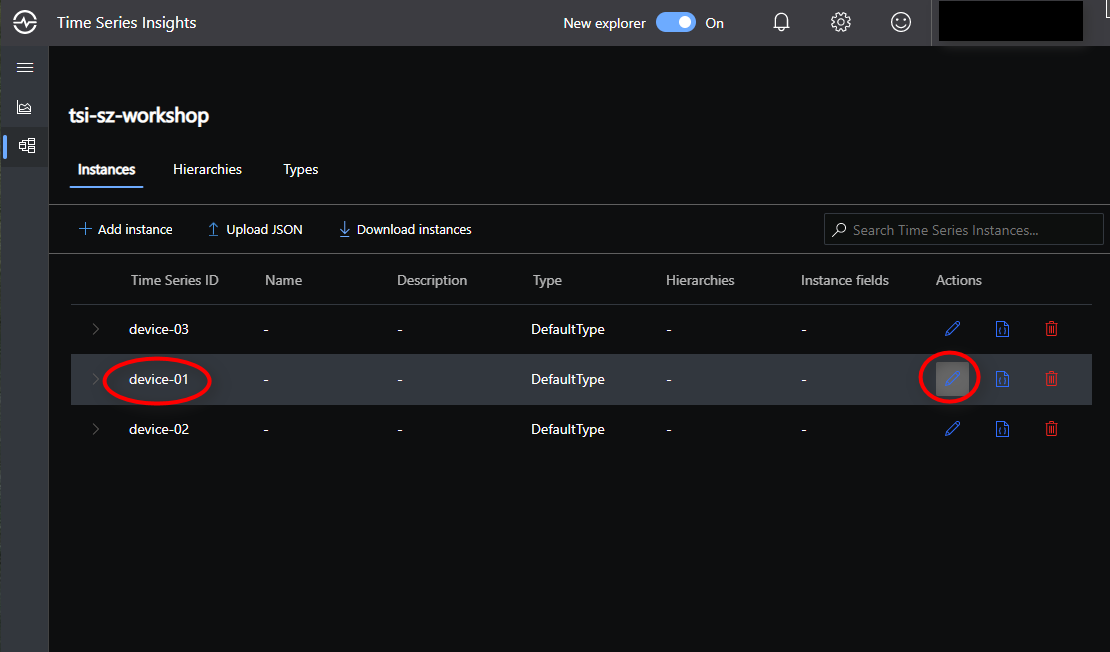 Time Series Insights New explorer On
tsi-sz-workshop
Instances Hierarchies Types
Add instance Upload JSON Download instances Search Time Series Instances...
Time Series ID Name Description Type Hierarchies Instance fields Actions
device-03 - - DefaultType - -
device-01 - - DefaultType - -
device-02 - - DefaultType - -